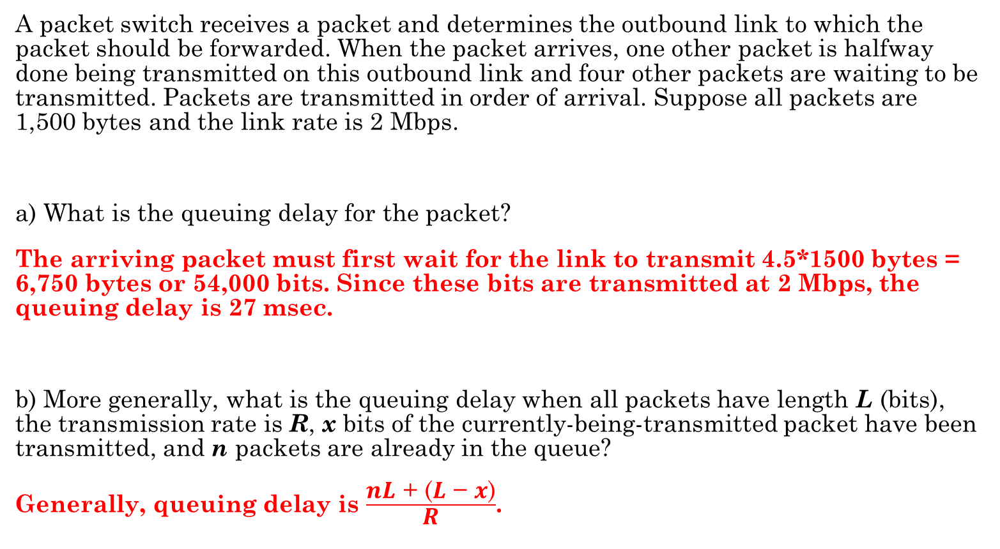 A packet switch receives a packet and determines the outbound link to which the
packet should be forwarded. When the packet arrives, one other packet is halfway
done being transmitted on this outbound link and four other packets are waiting to be
transmitted. Packets are transmitted in order of arrival. Suppose all packets are
1,500 bytes and the link rate is 2 Mbps.
a) What is the queuing delay for the packet?
The arriving packet must first wait for the link to transmit 4.5*1500 bytes =
6,750 bytes or 54,000 bits. Since these bits are transmitted at 2 Mbps, the
queuing delay is 27 msec.
b) More generally, what is the queuing delay when all packets have length L (bits),
the transmission rate is R, x bits of the currently-being-transmitted packet have been
transmitted, and n packets are already in the queue?
Generally, queuing delay is \frac{nL + (L − x)}{R}.